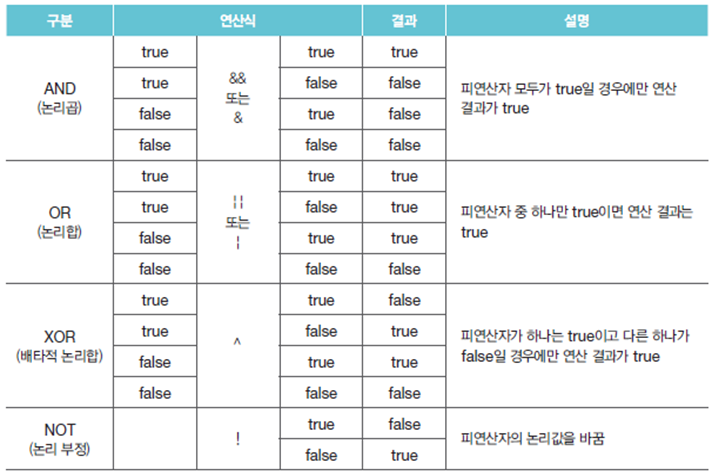 구분 연산식 결과 설명
AND
(논리곱)
true && 또는 & true true
true false false
false true false
false false false
피연산자 모두가 true일 경우에만 연산
결과가 true
OR
(논리합)
true || 또는 | true true
true false true
false true true
false false false
피연산자 중 하나만 true이면 연산 결과는
true
XOR
(배타적 논리합)
true ^ true false
true false true
false true true
false false false
피연산자가 하나는 true이고 다른 하나가
false일 경우에만 연산 결과가 true
NOT
(논리 부정)
! true false
false true
피연산자의 논리값을 바꿈